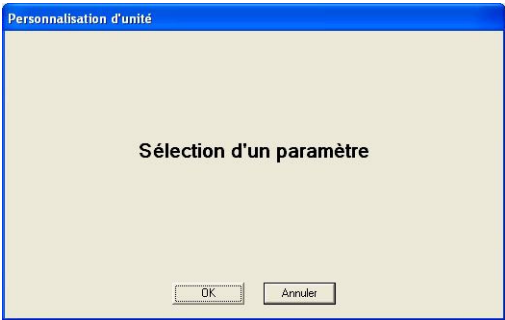 Personnalisation d'unité
Sélection d'un paramètre
OK Annuler